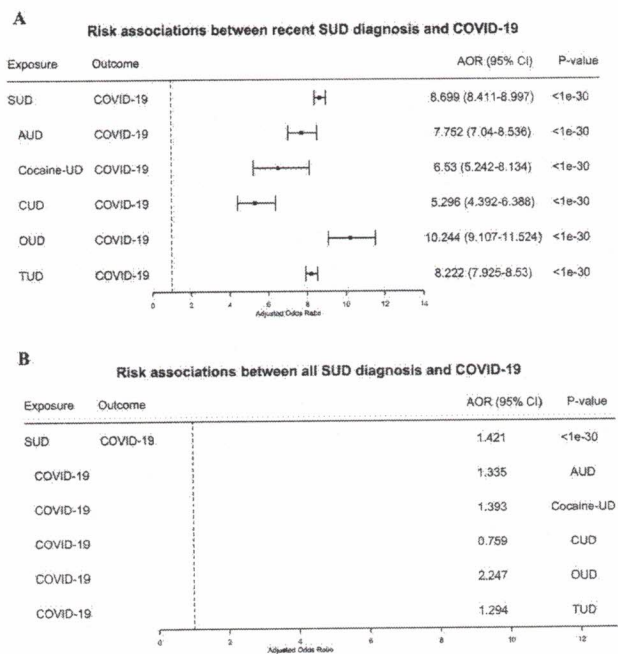 A
Risk associations between recent SUD diagnosis and COVID-19
Exposure Outcome AOR (95% CI) P-value
SUD COVID-19 8.699 (8.411-8.997) <1e-30
AUD COVID-19 7.752 (7.04-8.536) <1e-30
Cocaine-UD COVID-19 6.53 (5.242-8.134) <1e-30
CUD COVID-19 5.296 (4.392-6.388) <1e-30
OUD COVID-19 10.244 (9.107-11.524) <1e-30
TUD COVID-19 8.222 (7.925-8.53) <1e-30
0 2 4 6 8 10 12 14
Adjusted Odds Ratio
B
Risk associations between all SUD diagnosis and COVID-19
Exposure Outcome AOR (95% CI) P-value
SUD COVID-19 1.421 <1e-30
COVID-19 1.335 AUD
COVID-19 1.393 Cocaine-UD
COVID-19 0.759 CUD
COVID-19 2.247 OUD
COVID-19 1.294 TUD
0 2 4 6 8 10 12
Adjusted Odds Ratio